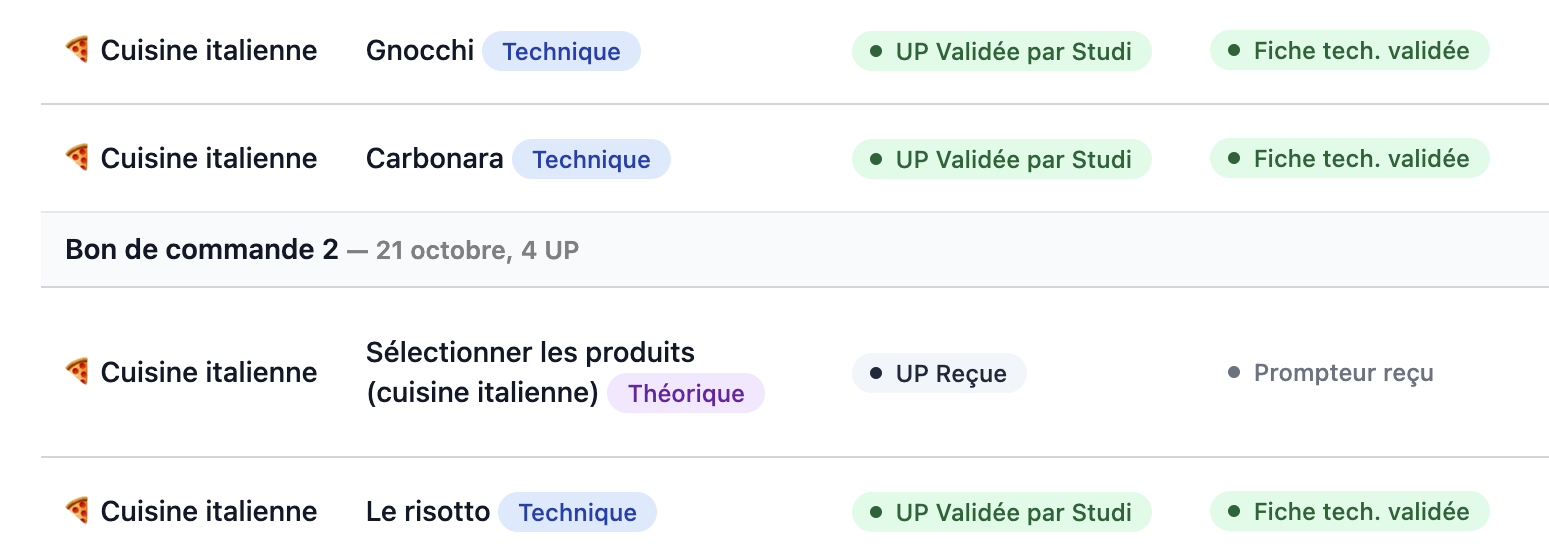 Cuisine italienne Gnocchi Technique UP Validée par Studi Fiche tech. validée
Cuisine italienne Carbonara Technique UP Validée par Studi Fiche tech. validée
Bon de commande 2 — 21 octobre, 4 UP
Cuisine italienne Sélectionner les produits
(cuisine italienne) Théorique UP Reçue Prompteur reçu
Cuisine italienne Le risotto Technique UP Validée par Studi Fiche tech. validée